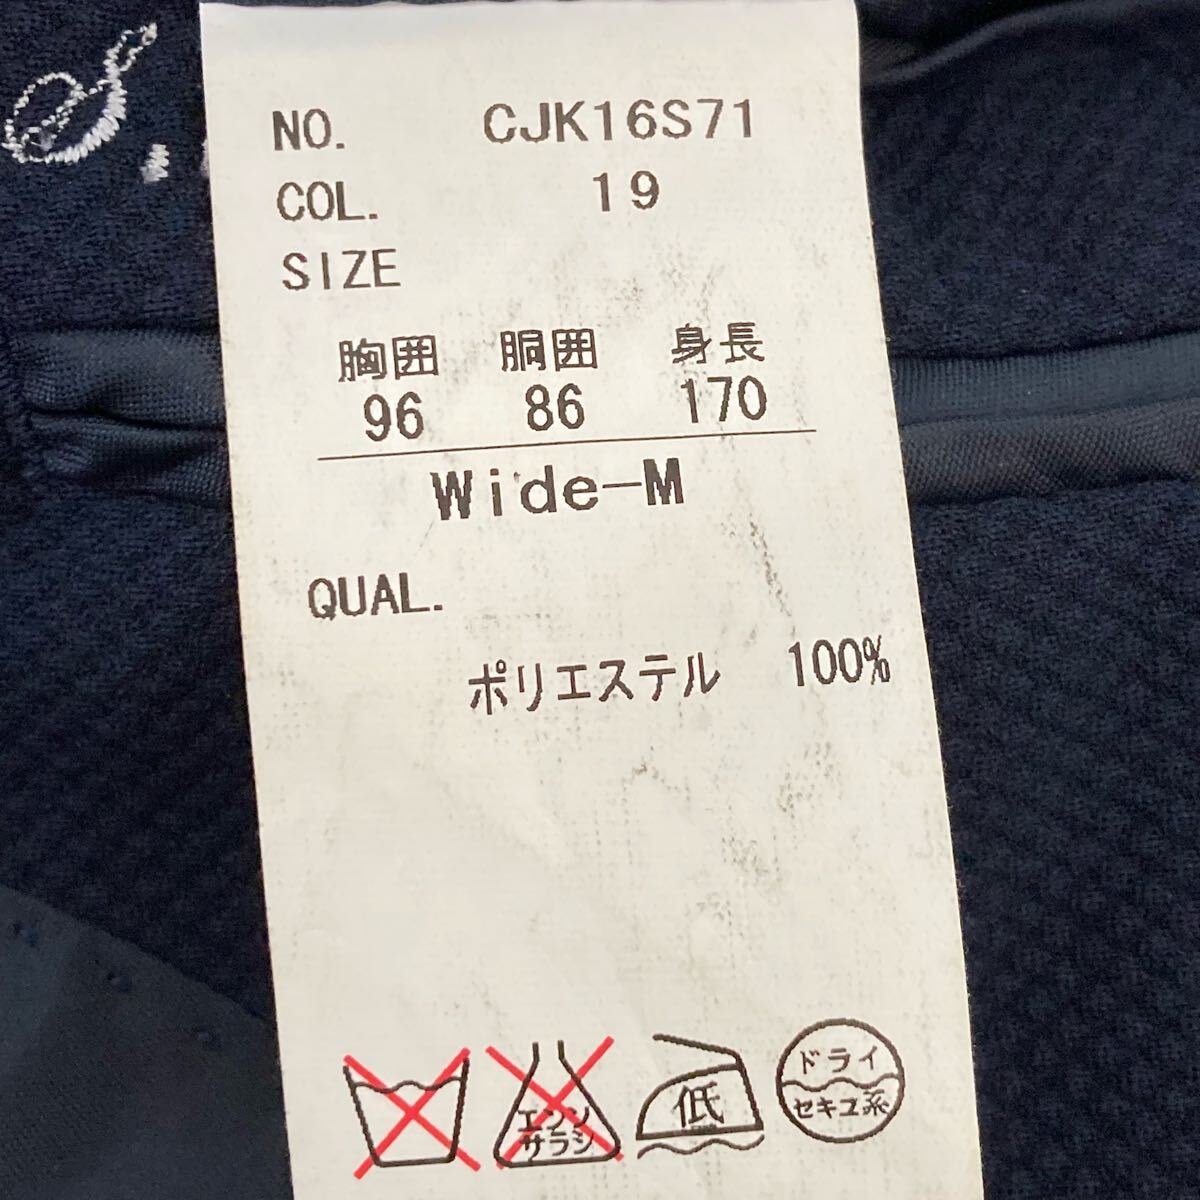 NO. CJK16S71
COL. 19
SIZE
胸囲 胴囲 身長
96 86 170
Wide-M
QUAL.
ポリエステル 100%
エンソ
サラシ
低
ドライ
セキユ系